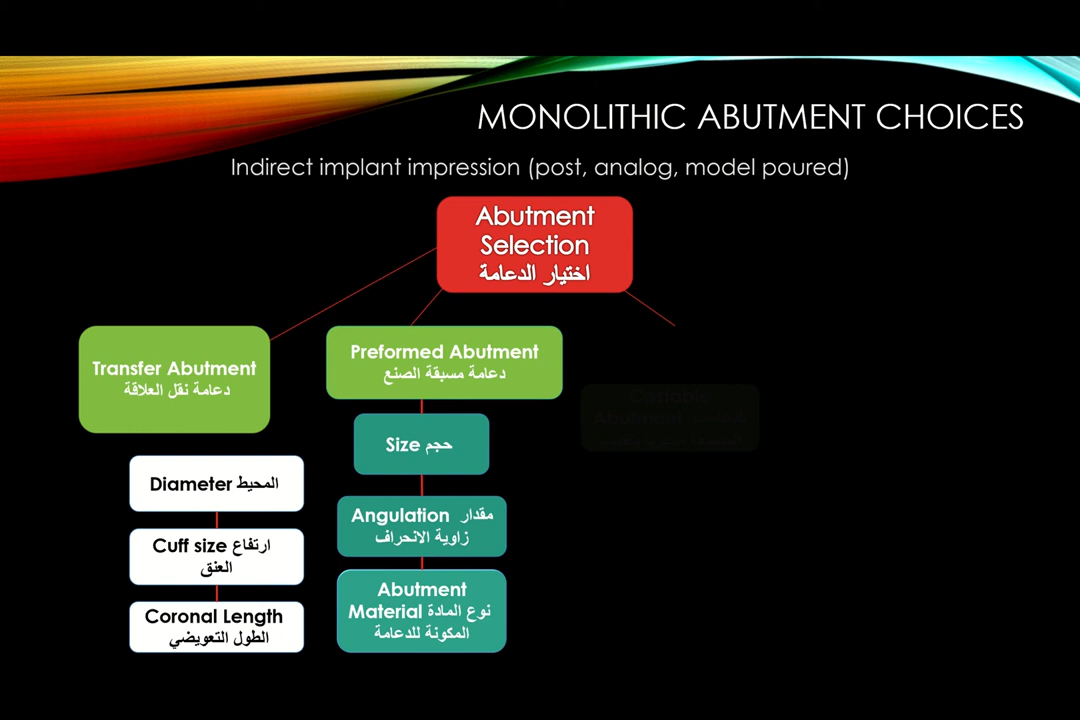 MONOLITHIC ABUTMENT CHOICES
Indirect implant impression (post, analog, model poured)
Abutment
Selection
اختيار الدعامة
Transfer Abutment
دعامة نقل العلاقة
Preformed Abutment
دعامة مسبقة الصنع
Castable
Abutment
Size حجم
Diameter المحيط
Angulation مقدار
زاوية الانحراف
Cuff size ارتفاع
العنق
Abutment
Material نوع المادة
المكونة للدعامة
Coronal Length
الطول التعويضي